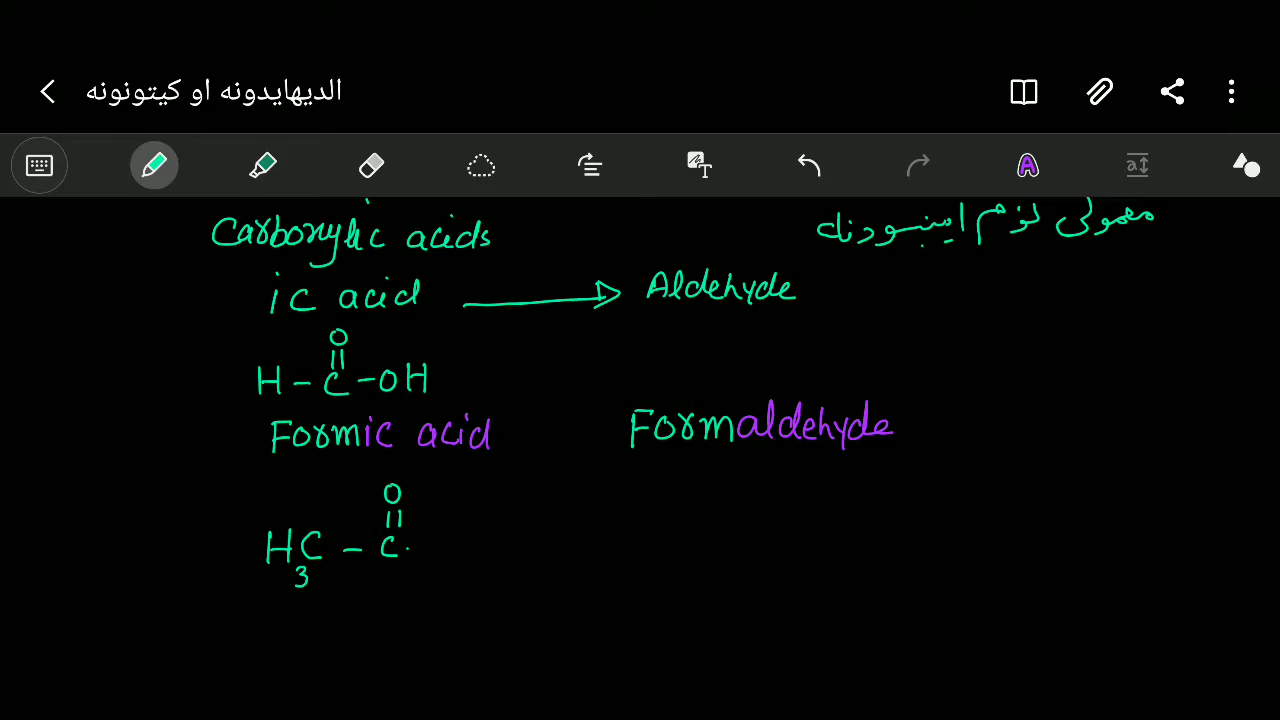 الديهايدونه او کيتونونه
Carboxylic acids
معمولی نوم اېښودنه
ic acid → Aldehyde
O
H - C - OH
Formic acid Formaldehyde
O
H3C - C